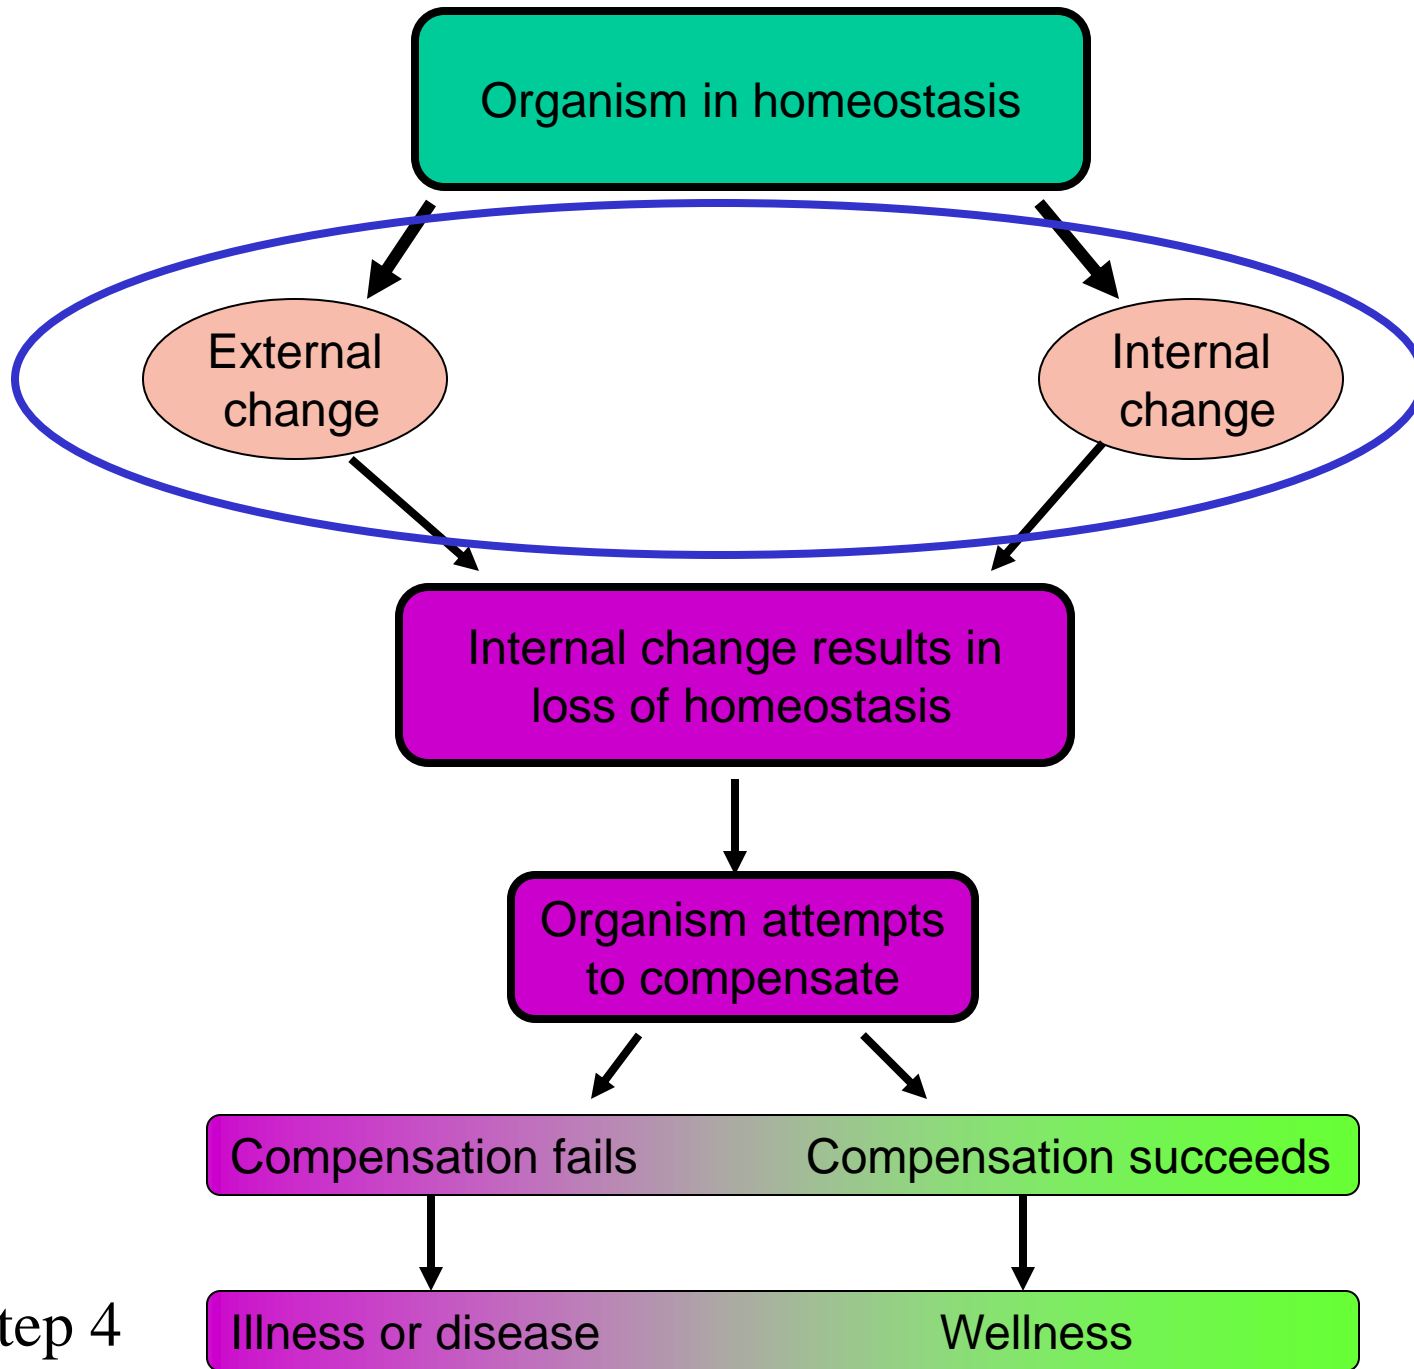 Organism in homeostasis
External
change
Internal
change
Internal change results in
loss of homeostasis
Organism attempts
to compensate
Compensation fails
Compensation succeeds
tep 4
Illness or disease
Wellness